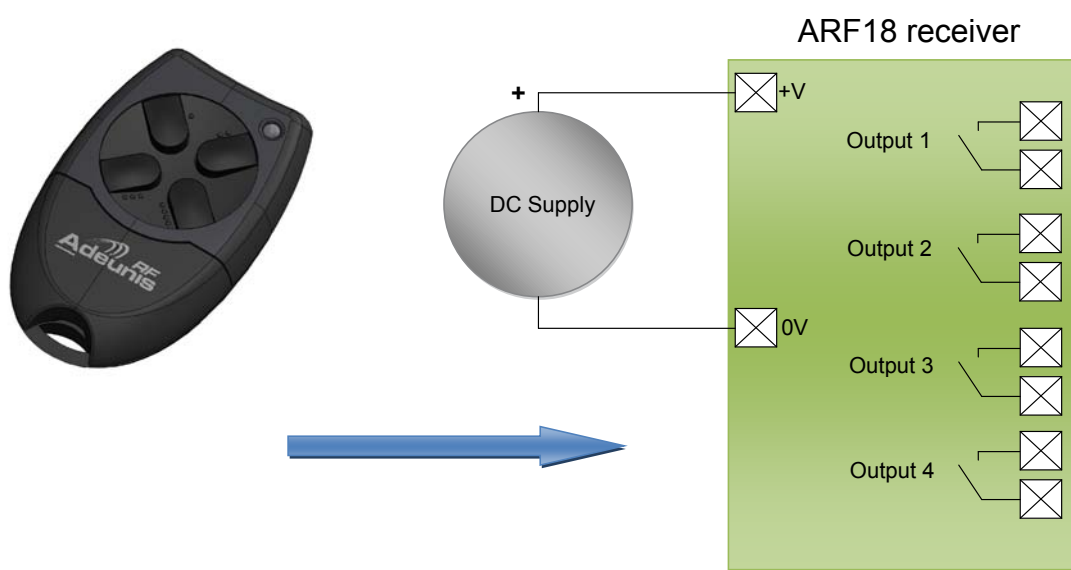 ARF18 receiver
Adeunis RF
+
DC Supply
+V
0V
Output 1
Output 2
Output 3
Output 4